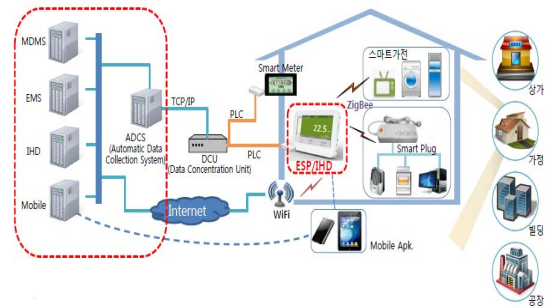 MDMS
EMS
IHD
Mobile
ADCS
(Automatic Data
Collection System)
TCP/IP
DCU
(Data Concentration Unit)
PLC
PLC
Internet
WiFi
Smart Meter
22.5
ESP/IHD
ZigBee
스마트가전
Smart Plug
Mobile Apk.
상가
가정
빌딩
공장